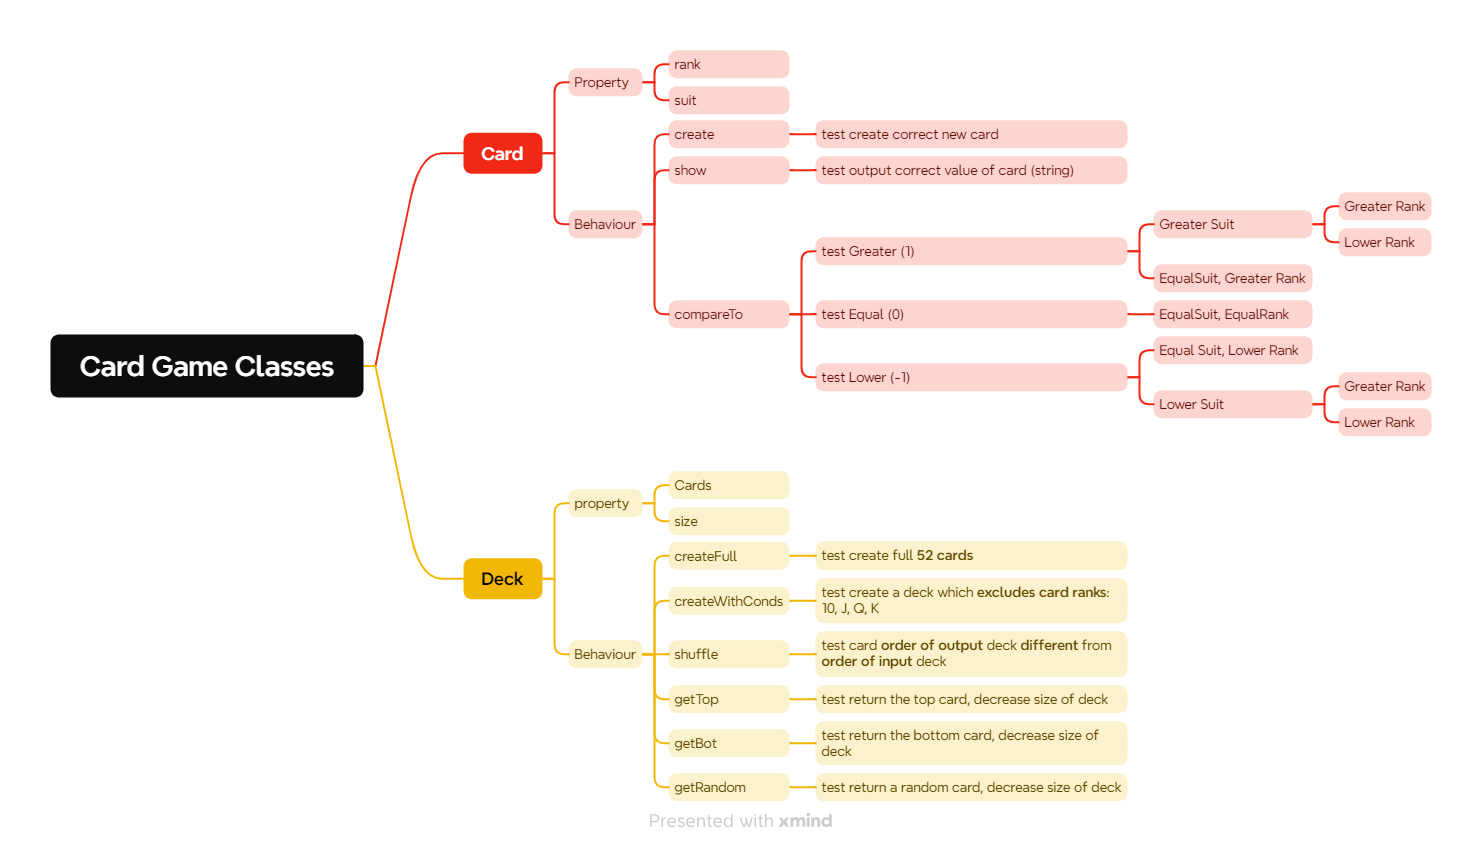 Card Game Classes
Card
Property
rank
suit
Behaviour
create
test create correct new card
show
test output correct value of card (string)
compareTo
test Greater (1)
Greater Suit
Greater Rank
Lower Rank
EqualSuit, Greater Rank
test Equal (0)
EqualSuit, EqualRank
test Lower (-1)
Equal Suit, Lower Rank
Lower Suit
Greater Rank
Lower Rank
Deck
property
Cards
size
Behaviour
createFull
test create full 52 cards
createWithConds
test create a deck which excludes card ranks:
10, J, Q, K
shuffle
test card order of output deck different from
order of input deck
getTop
test return the top card, decrease size of deck
getBot
test return the bottom card, decrease size of
deck
getRandom
test return a random card, decrease size of deck
Presented with xmind